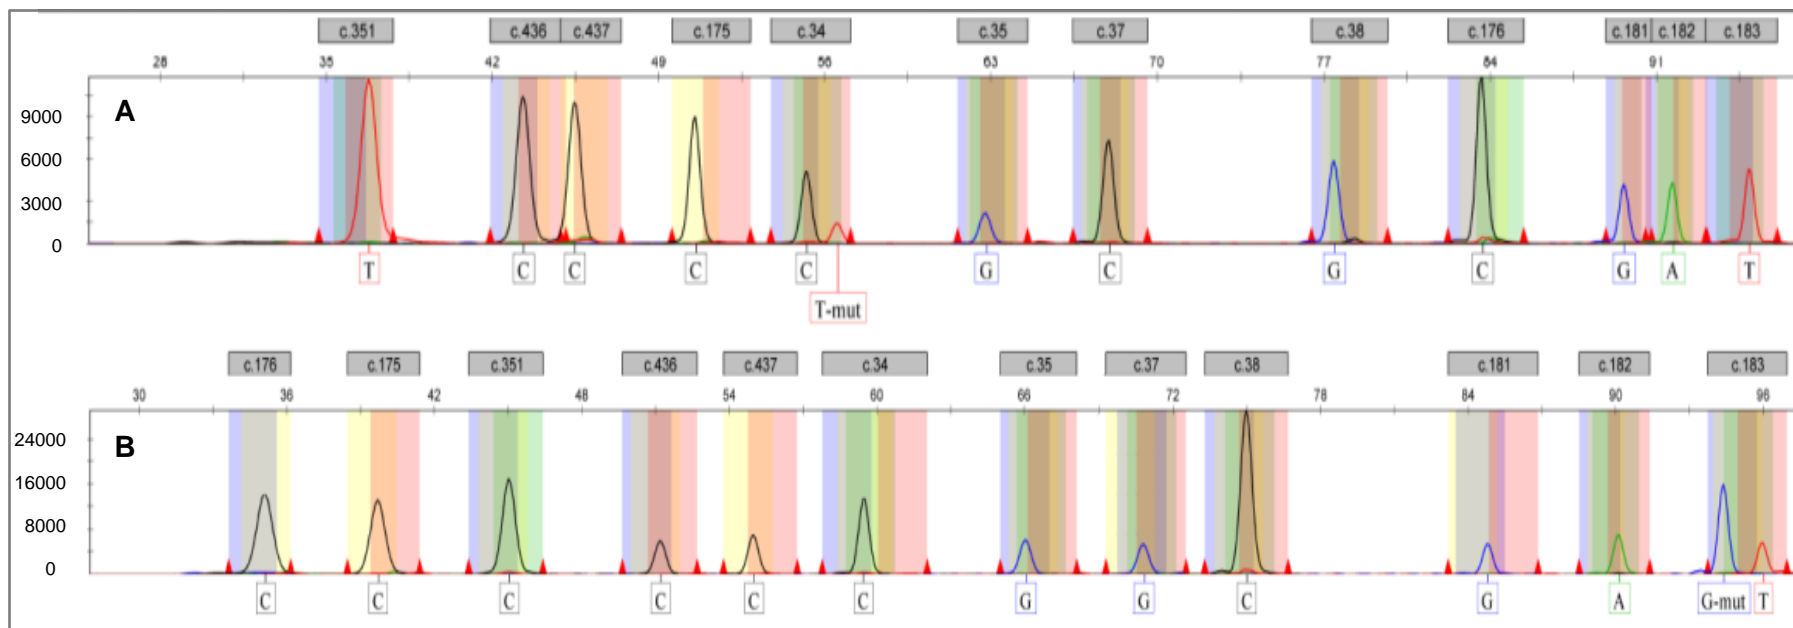 c.351 c.436 c.437 c.175 c.34 c.35 c.37 c.38 c.176 c.181 c.182 c.183
28 35 42 49 56 63 70 77 84 91
A
9000
6000
3000
0
T C C C C G C G C G A T
T-mut
c.176 c.175 c.351 c.436 c.437 c.34 c.35 c.37 c.38 c.181 c.182 c.183
30 36 42 48 54 60 66 72 78 84 90 96
B
24000
16000
8000
0
C C C C C C G G C G A G-mut T